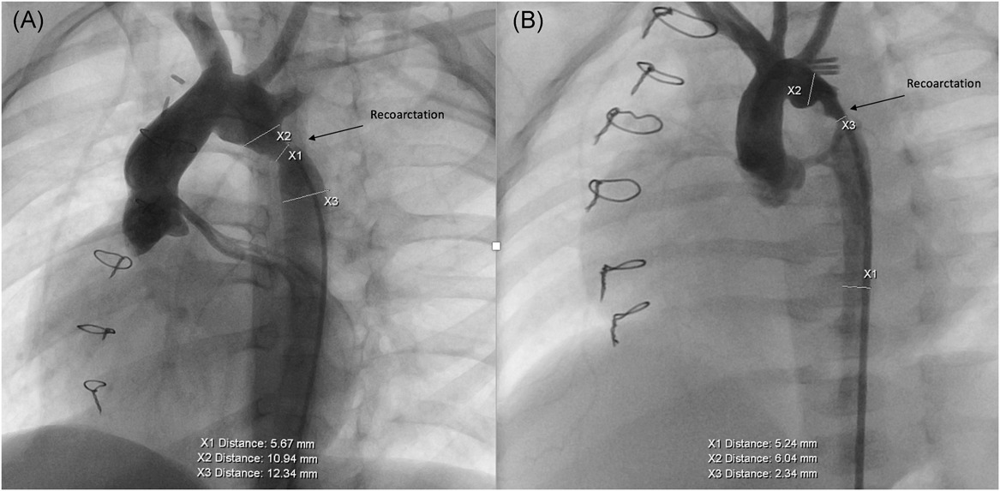 (A)
Recoarctation
X2
X1
X3
X1 Distance: 5.67 mm
X2 Distance: 10.94 mm
X3 Distance: 12.34 mm
(B)
Recoarctation
X2
X3
X1
X1 Distance: 5.24 mm
X2 Distance: 6.04 mm
X3 Distance: 2.34 mm